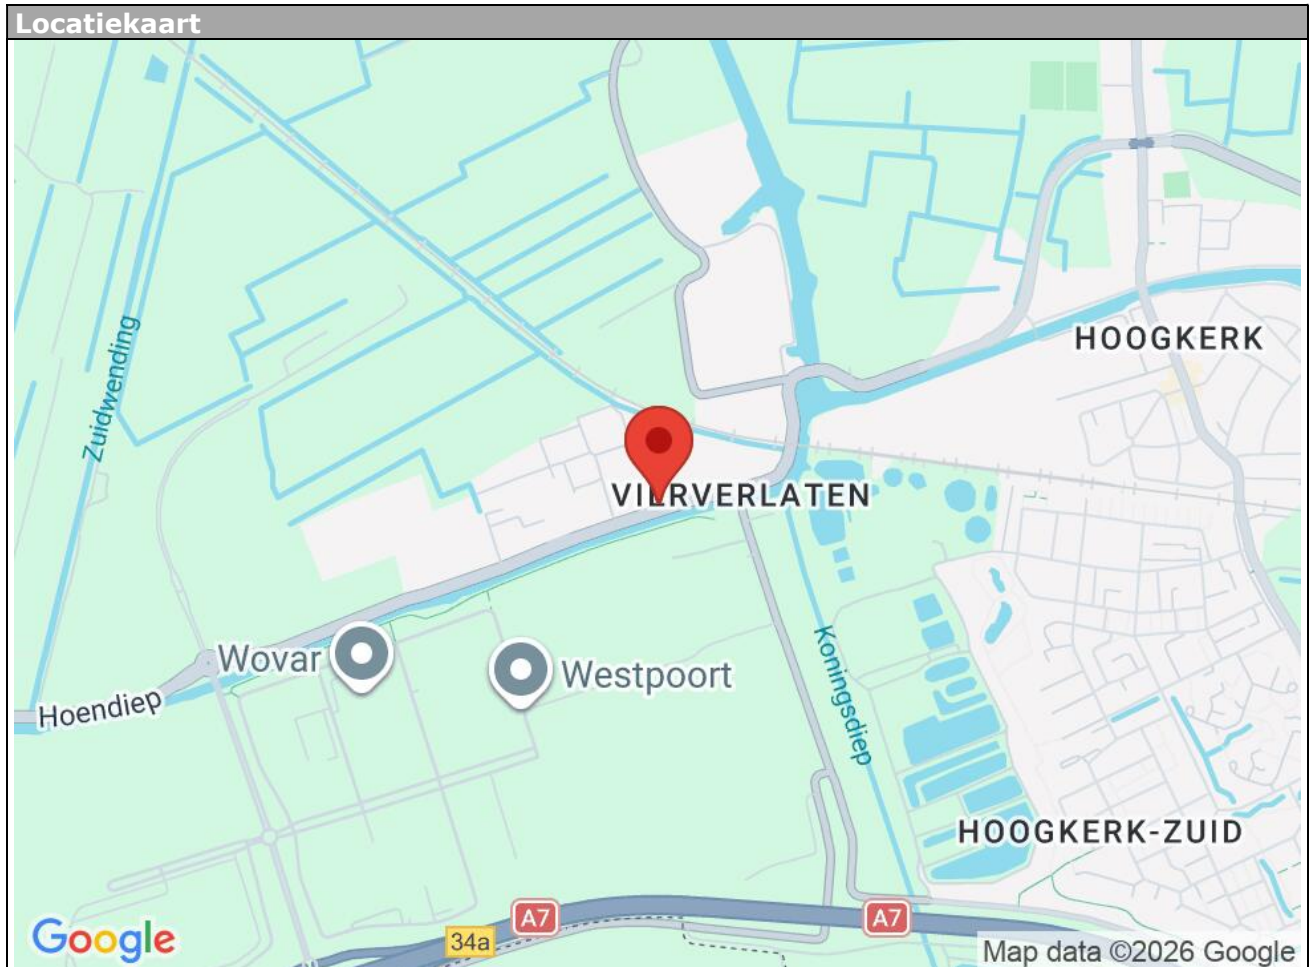 Locatiekaart
Zuidwending
HOOGKERK
VIERVERLATEN
Wovar
Westpoort
Hoendiep
Koningsdiep
HOOGKERK-ZUID
A7
A7
34a
Google
Map data ©2026 Google